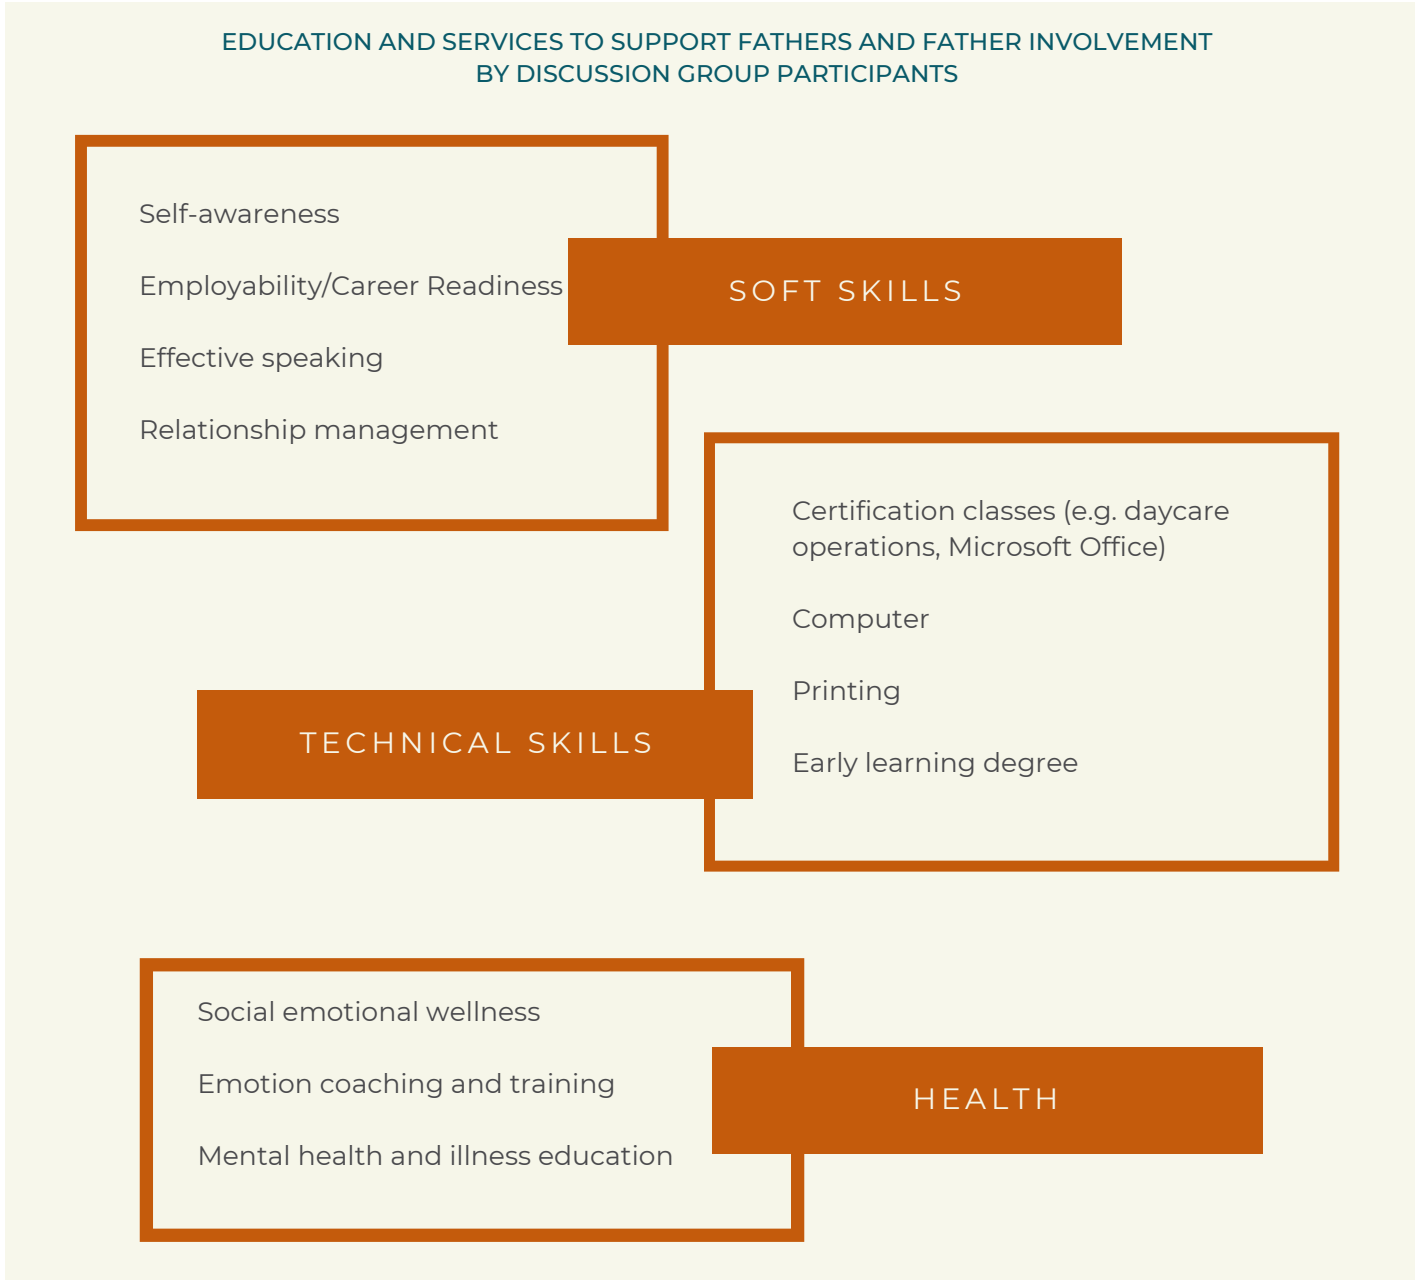 EDUCATION AND SERVICES TO SUPPORT FATHERS AND FATHER INVOLVEMENT
BY DISCUSSION GROUP PARTICIPANTS
Self-awareness
Employability/Career Readiness
Effective speaking
Relationship management
SOFT SKILLS
Certification classes (e.g. daycare
operations, Microsoft Office)
Computer
Printing
Early learning degree
TECHNICAL SKILLS
Social emotional wellness
Emotion coaching and training
Mental health and illness education
HEALTH